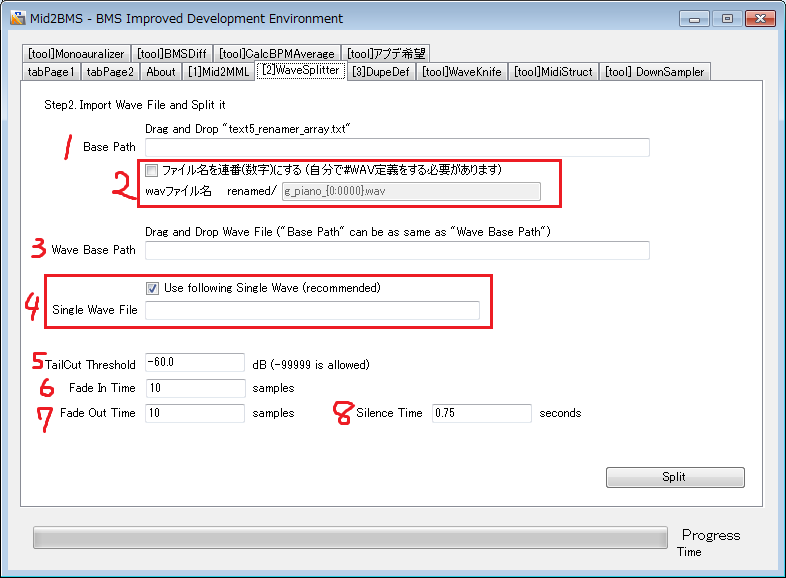 Mid2BMS - BMS Improved Development Environment
[tool]Monoauralizer [tool]BMSDiff [tool]CalcBPMAverage [tool]アプデ希望
tabPage1 tabPage2 About [1]Mid2MML [2]WaveSplitter [3]DupeDef [tool]WaveKnife [tool]MidiStruct [tool] DownSampler
Step2. Import Wave File and Split it
Drag and Drop "text5_renamer_array.txt"
1 Base Path
ファイル名を連番(数字)にする (自分で#WAV定義をする必要があります)
2 wavファイル名 renamed/ g_piano_{0:0000}.wav
Drag and Drop Wave File ("Base Path" can be as same as "Wave Base Path")
3 Wave Base Path
Use following Single Wave (recommended)
4 Single Wave File
5 TailCut Threshold -60.0 dB (-99999 is allowed)
6 Fade In Time 10 samples
7 Fade Out Time 10 samples 8 Silence Time 0.75 seconds
Split
Progress
Time